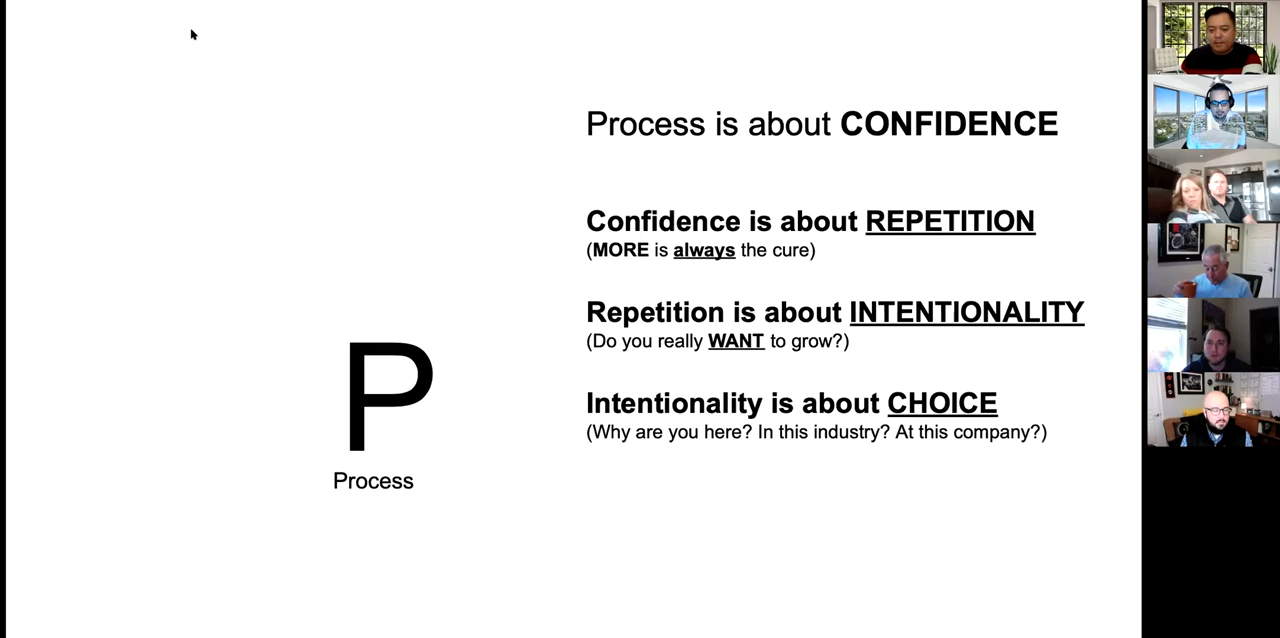 Process is about CONFIDENCE
Confidence is about REPETITION
(MORE is always the cure)
Repetition is about INTENTIONALITY
(Do you really WANT to grow?)
Intentionality is about CHOICE
(Why are you here? In this industry? At this company?)
P
Process